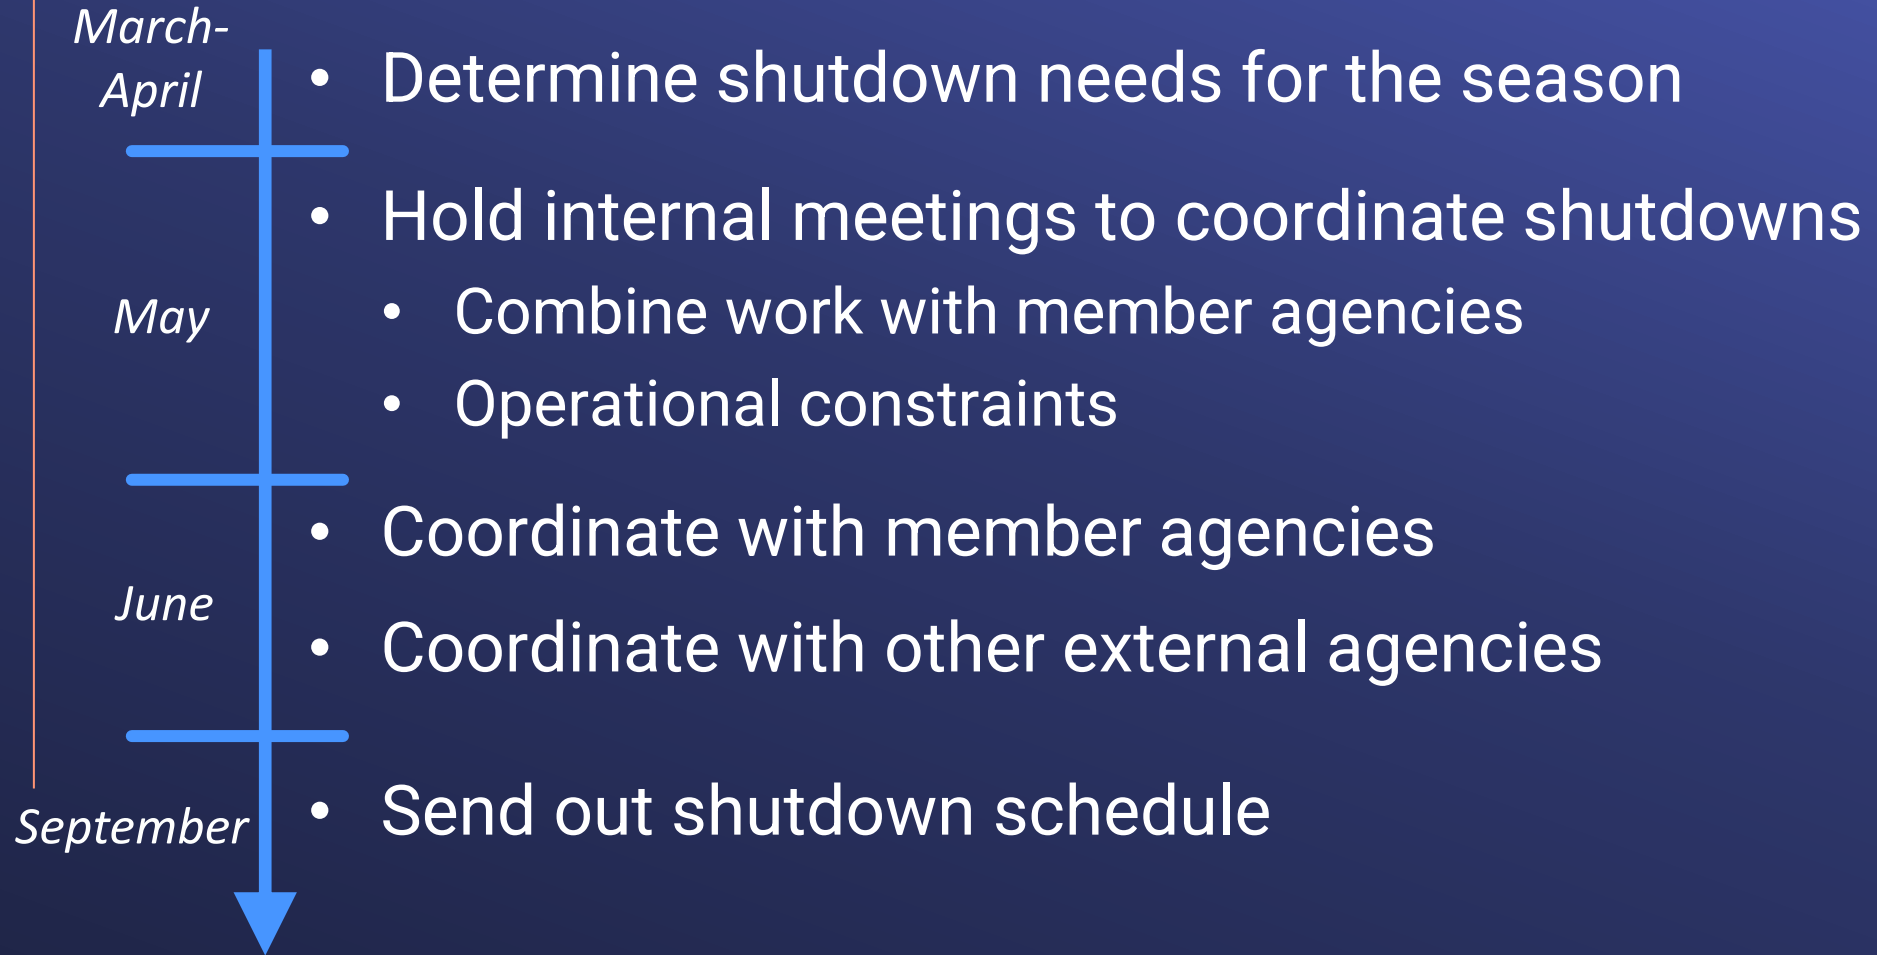 March-
April
• Determine shutdown needs for the season
• Hold internal meetings to coordinate shutdowns
May
• Combine work with member agencies
• Operational constraints
• Coordinate with member agencies
June
• Coordinate with other external agencies
September
• Send out shutdown schedule